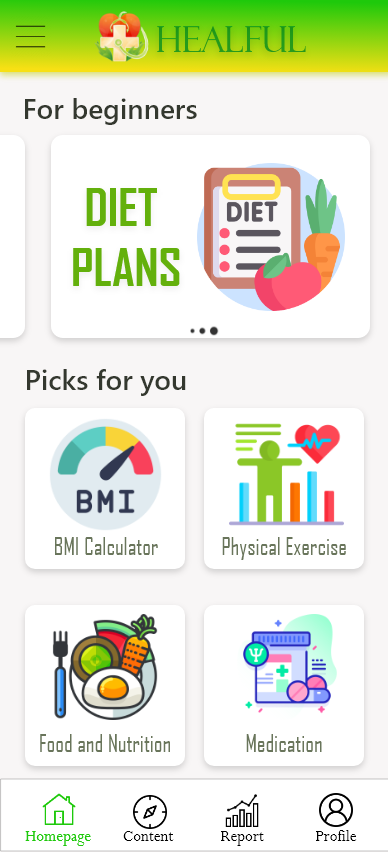 HEALFUL
For beginners
DIET
PLANS
DIET
Picks for you
BMI
BMI Calculator
Physical Exercise
Food and Nutrition
Medication
Homepage
Content
Report
Profile